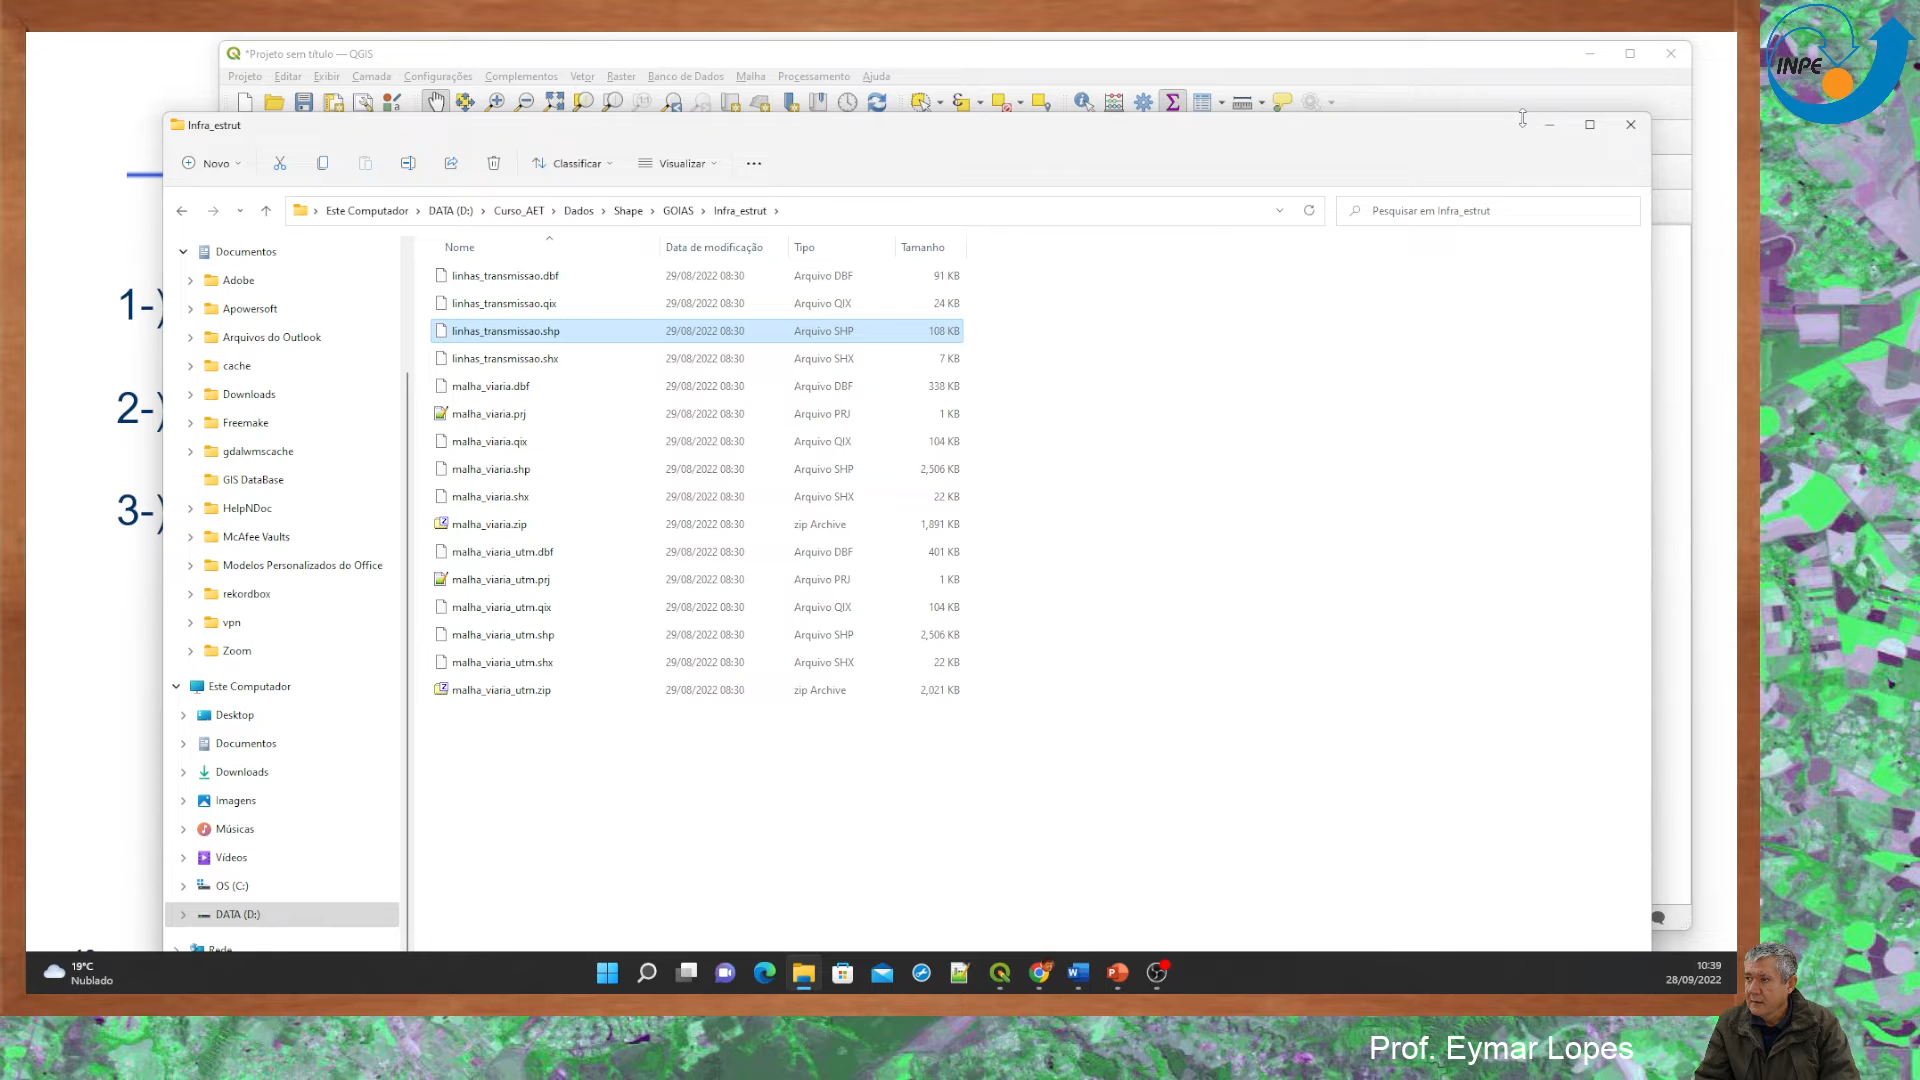 INPE
*Projeto sem título — QGIS
Projeto Editar Exibir Camada Configurações Complementos Vetor Raster Banco de Dados Malha Processamento Ajuda
Infra_estrut
Novo Classificar Visualizar
Este Computador DATA (D:) Curso_AET Dados Shape GOIAS Infra_estrut
Pesquisar em Infra_estrut
Nome Data de modificação Tipo Tamanho
linhas_transmissao.dbf 29/08/2022 08:30 Arquivo DBF 91 KB
linhas_transmissao.qix 29/08/2022 08:30 Arquivo QIX 24 KB
linhas_transmissao.shp 29/08/2022 08:30 Arquivo SHP 108 KB
linhas_transmissao.shx 29/08/2022 08:30 Arquivo SHX 7 KB
malha_viaria.dbf 29/08/2022 08:30 Arquivo DBF 338 KB
malha_viaria.prj 29/08/2022 08:30 Arquivo PRJ 1 KB
malha_viaria.qix 29/08/2022 08:30 Arquivo QIX 104 KB
malha_viaria.shp 29/08/2022 08:30 Arquivo SHP 2,506 KB
malha_viaria.shx 29/08/2022 08:30 Arquivo SHX 22 KB
malha_viaria.zip 29/08/2022 08:30 zip Archive 1,891 KB
malha_viaria_utm.dbf 29/08/2022 08:30 Arquivo DBF 401 KB
malha_viaria_utm.prj 29/08/2022 08:30 Arquivo PRJ 1 KB
malha_viaria_utm.qix 29/08/2022 08:30 Arquivo QIX 104 KB
malha_viaria_utm.shp 29/08/2022 08:30 Arquivo SHP 2,506 KB
malha_viaria_utm.shx 29/08/2022 08:30 Arquivo SHX 22 KB
malha_viaria_utm.zip 29/08/2022 08:30 zip Archive 2,021 KB
Documentos
Adobe
Apowersoft
Arquivos do Outlook
cache
Downloads
Freemake
gdalwmscache
GIS DataBase
HelpNDoc
McAfee Vaults
Modelos Personalizados do Office
rekordbox
vpn
Zoom
Este Computador
Desktop
Documentos
Downloads
Imagens
Músicas
Vídeos
OS (C:)
DATA (D:)
Rede
1-)
2-)
3-)
19°C
Nublado
10:39
28/09/2022
Prof. Eymar Lopes